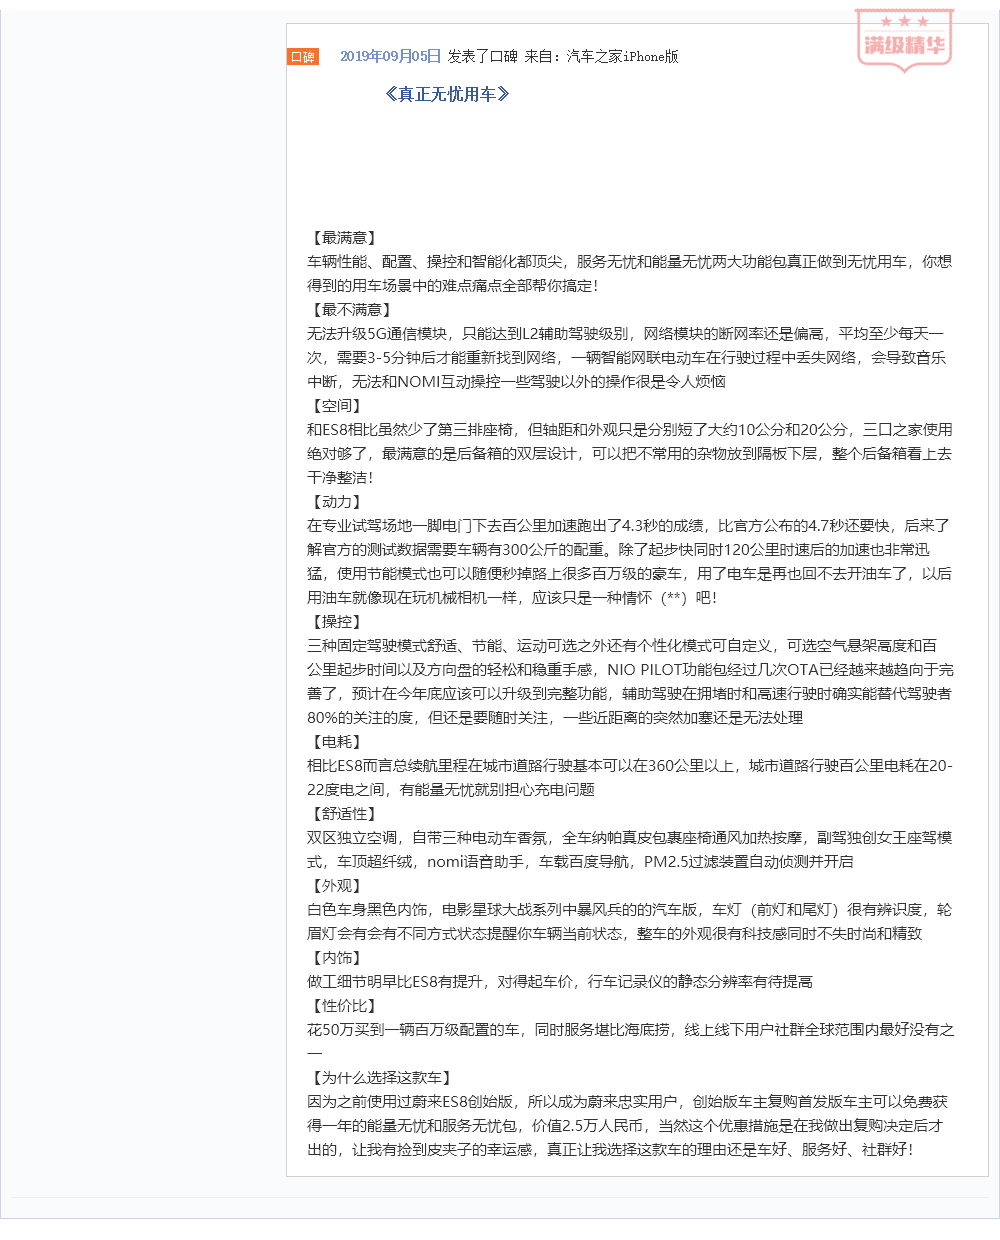 满级精华
口碑 2019年09月05日 发表了口碑 来自：汽车之家iPhone版
《真正无忧用车》
【最满意】
车辆性能、配置、操控和智能化都顶尖，服务无忧和能量无忧两大功能包真正做到无忧用车，你想
得到的用车场景中的难点痛点全部帮你搞定！
【最不满意】
无法升级5G通信模块，只能达到L2辅助驾驶级别，网络模块的断网率还是偏高，平均至少每天一
次，需要3-5分钟后才能重新找到网络，一辆智能网联电动车在行驶过程中丢失网络，会导致音乐
中断，无法和NOMI互动操控一些驾驶以外的操作很是令人烦恼
【空间】
和ES8相比虽然少了第三排座椅，但轴距和外观只是分别短了大约10公分和20公分，三口之家使用
绝对够了，最满意的是后备箱的双层设计，可以把不常用的杂物放到隔板下层，整个后备箱看上去
干净整洁！
【动力】
在专业试驾场地一脚电门下去百公里加速跑出了4.3秒的成绩，比官方公布的4.7秒还要快，后来了
解官方的测试数据需要车辆有300公斤的配重。除了起步快同时120公里时速后的加速也非常迅
猛，使用节能模式也可以随便秒掉路上很多百万级的豪车，用了电车是再也回不去开油车了，以后
用油车就像现在玩机械相机一样，应该只是一种情怀（**）吧！
【操控】
三种固定驾驶模式舒适、节能、运动可选之外还有个性化模式可自定义，可选空气悬架高度和百
公里起步时间以及方向盘的轻松和稳重手感，NIO PILOT功能包经过几次OTA已经越来越趋向于完
善了，预计在今年底应该可以升级到完整功能，辅助驾驶在拥堵时和高速行驶时确实能替代驾驶者
80%的关注的度，但还是要随时关注，一些近距离的突然加塞还是无法处理
【电耗】
相比ES8而言总续航里程在城市道路行驶基本可以在360公里以上，城市道路行驶百公里电耗在20-
22度电之间，有能量无忧就别担心充电问题
【舒适性】
双区独立空调，自带三种电动车香氛，全车纳帕真皮包裹座椅通风加热按摩，副驾独创女王座驾模
式，车顶超纤绒，nomi语音助手，车载百度导航，PM2.5过滤装置自动侦测并开启
【外观】
白色车身黑色内饰，电影星球大战系列中暴风兵的的汽车版，车灯（前灯和尾灯）很有辨识度，轮
眉灯会有会有不同方式状态提醒你车辆当前状态，整车的外观很有科技感同时不失时尚和精致
【内饰】
做工细节明早比ES8有提升，对得起车价，行车记录仪的静态分辨率有待提高
【性价比】
花50万买到一辆百万级配置的车，同时服务堪比海底捞，线上线下用户社群全球范围内最好没有之
一
【为什么选择这款车】
因为之前使用过蔚来ES8创始版，所以成为蔚来忠实用户，创始版车主复购首发版车主可以免费获
得一年的能量无忧和服务无忧包，价值2.5万人民币，当然这个优惠措施是在我做出复购决定后才
出的，让我有捡到皮夹子的幸运感，真正让我选择这款车的理由还是车好、服务好、社群好！